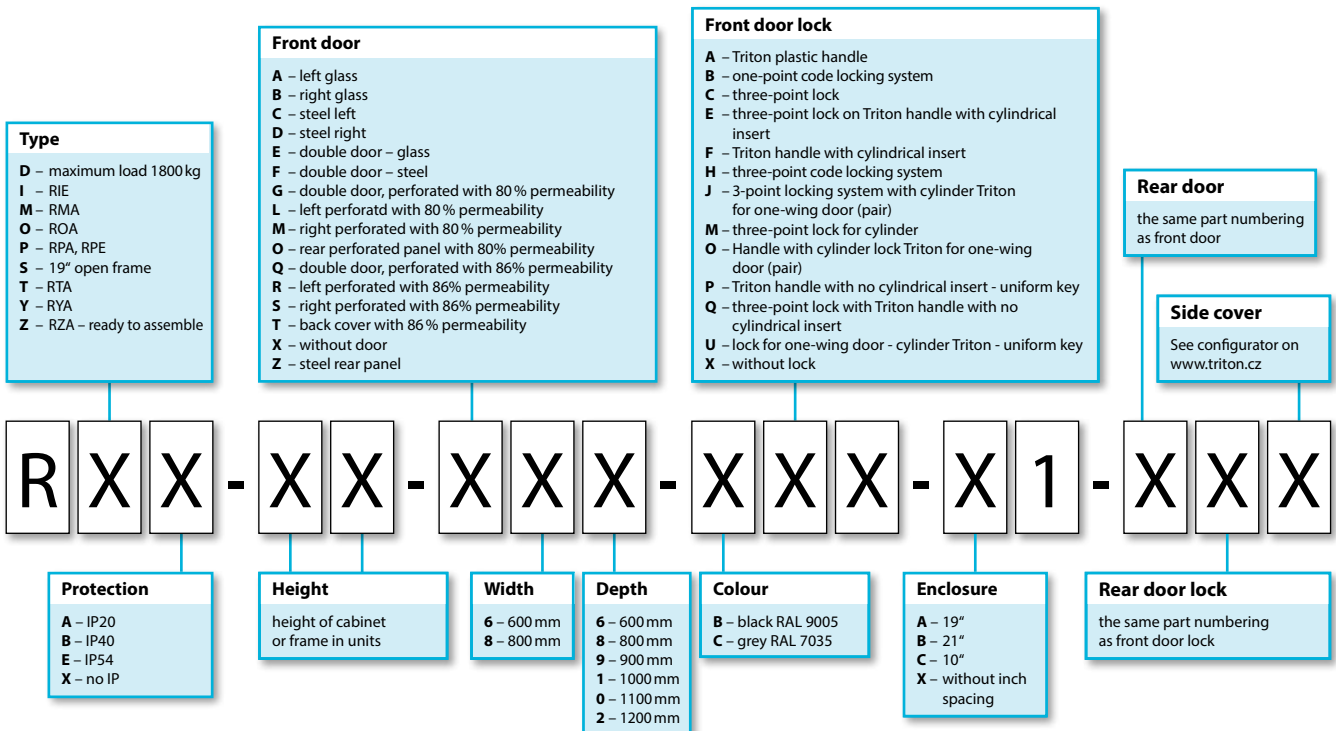 Type
D – maximum load 1800 kg
I – RIE
M – RMA
O – ROA
P – RPA, RPE
S – 19“ open frame
T – RTA
Y – RYA
Z – RZA – ready to assemble
Front door
A – left glass
B – right glass
C – steel left
D – steel right
E – double door – glass
F – double door – steel
G – double door, perforated with 80 % permeability
L – left perforatd with 80 % permeability
M – right perforated with 80 % permeability
O – rear perforated panel with 80% permeability
Q – double door, perforated with 86% permeability
R – left perforated with 86% permeability
S – right perforated with 86% permeability
T – back cover with 86 % permeability
X – without door
Z – steel rear panel
Front door lock
A – Triton plastic handle
B – one-point code locking system
C – three-point lock
E – three-point lock on Triton handle with cylindrical
insert
F – Triton handle with cylindrical insert
H – three-point code locking system
J – 3-point locking system with cylinder Triton
for one-wing door (pair)
M – three-point lock for cylinder
O – Handle with cylinder lock Triton for one-wing
door (pair)
P – Triton handle with no cylindrical insert - uniform key
Q – three-point lock with Triton handle with no
cylindrical insert
U – lock for one-wing door - cylinder Triton - uniform key
X – without lock
Rear door
the same part numbering
as front door
Side cover
See configurator on
www.triton.cz
R X X - X X - X X X - X X X - X 1 - X X X
Protection
A – IP20
B – IP40
E – IP54
X – no IP
Height
height of cabinet
or frame in units
Width
6 – 600 mm
8 – 800 mm
Depth
6 – 600 mm
8 – 800 mm
9 – 900 mm
1 – 1000 mm
0 – 1100 mm
2 – 1200 mm
Colour
B – black RAL 9005
C – grey RAL 7035
Enclosure
A – 19“
B – 21“
C – 10“
X – without inch
spacing
Rear door lock
the same part numbering
as front door lock